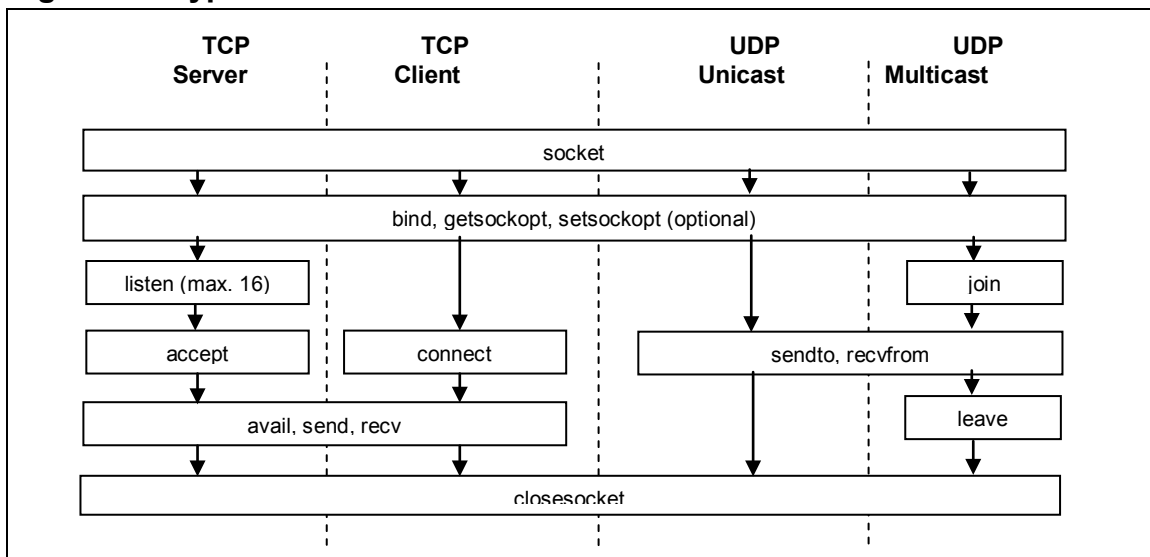 TCP Server
TCP Client
UDP Unicast
UDP Multicast
socket
bind, getsockopt, setsockopt (optional)
listen (max. 16)
join
accept
connect
sendto, recvfrom
avail, send, recv
leave
closesocket